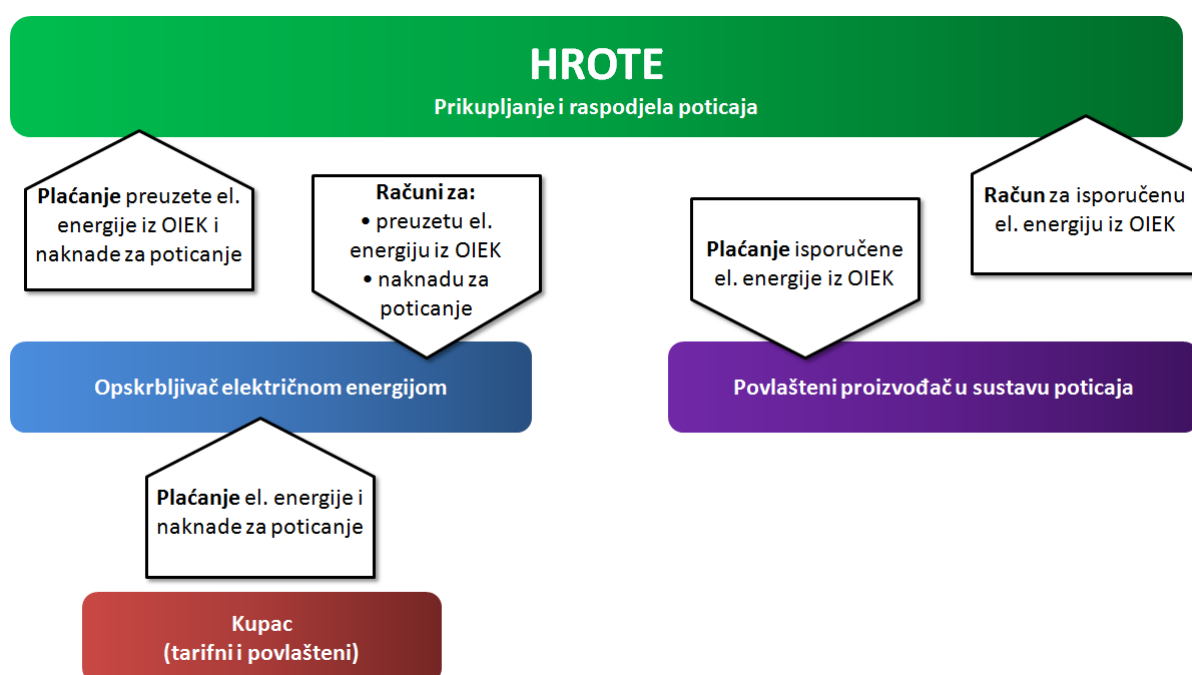 HROTE
Prikupljanje i raspodjela poticaja
Plaćanje preuzete el.
energije iz OIEK i
naknade za poticanje
Računi za:
• preuzetu el.
energiju iz OIEK
• naknadu za
poticanje
Plaćanje isporučene
el. energije iz OIEK
Račun za isporučenu
el. energiju iz OIEK
Opskrbljivač električnom energijom
Povlašteni proizvođač u sustavu poticaja
Plaćanje el. energije i
naknade za poticanje
Kupac
(tarifni i povlašteni)